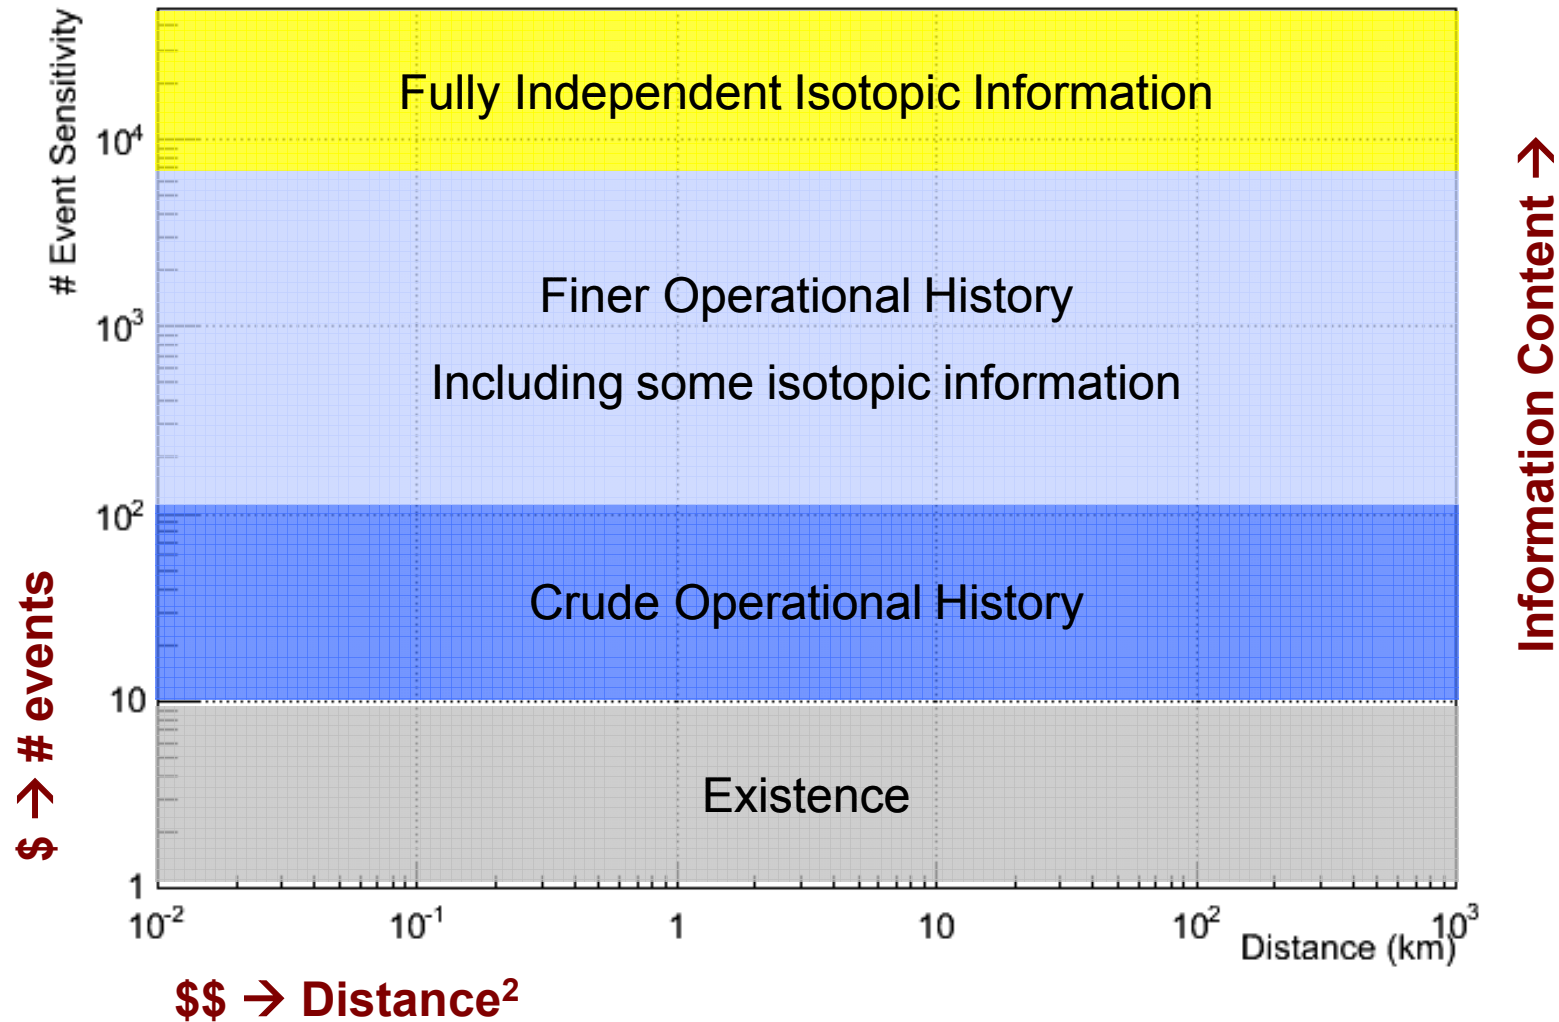 # Event Sensitivity
10⁴
10³
10²
10
1
Fully Independent Isotopic Information
Finer Operational History
Including some isotopic information
Crude Operational History
Existence
10⁻²
10⁻¹
1
10
10²
10³
Distance (km)
$ → # events
$$ → Distance²
Information Content →